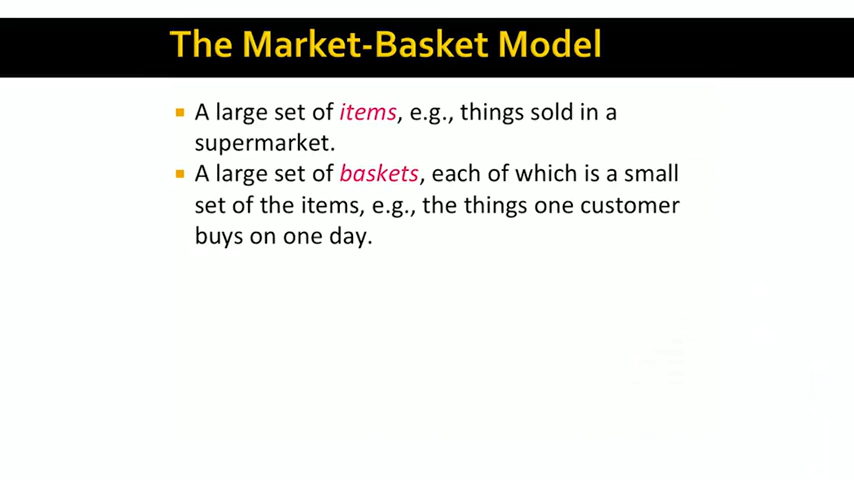 The Market-Basket Model
A large set of items, e.g., things sold in a
supermarket.
A large set of baskets, each of which is a small
set of the items, e.g., the things one customer
buys on one day.